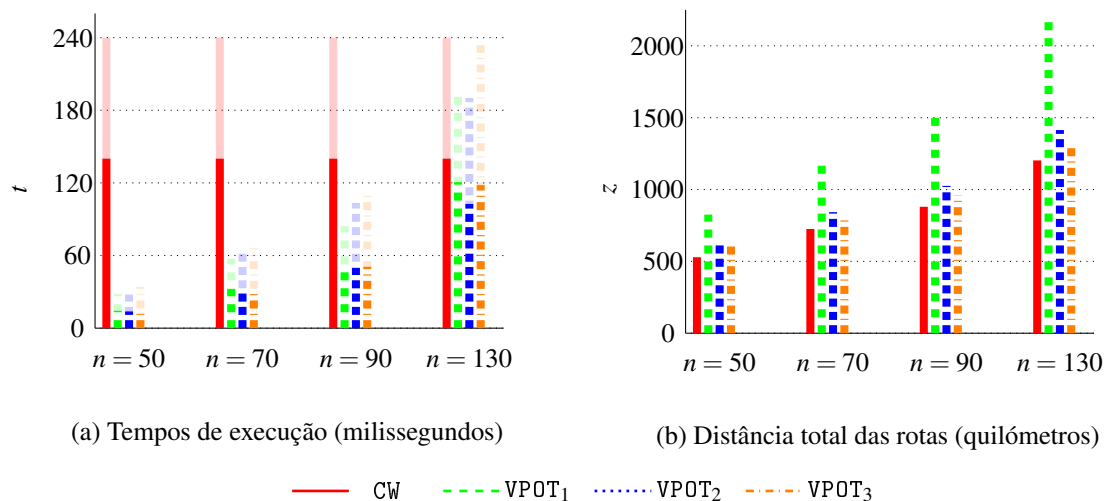 240
180
120
60
0
t
n = 50
n = 70
n = 90
n = 130
(a) Tempos de execução (milissegundos)
2000
1500
1000
500
0
z
n = 50
n = 70
n = 90
n = 130
(b) Distância total das rotas (quilómetros)
CW VPOT₁ VPOT₂ VPOT₃